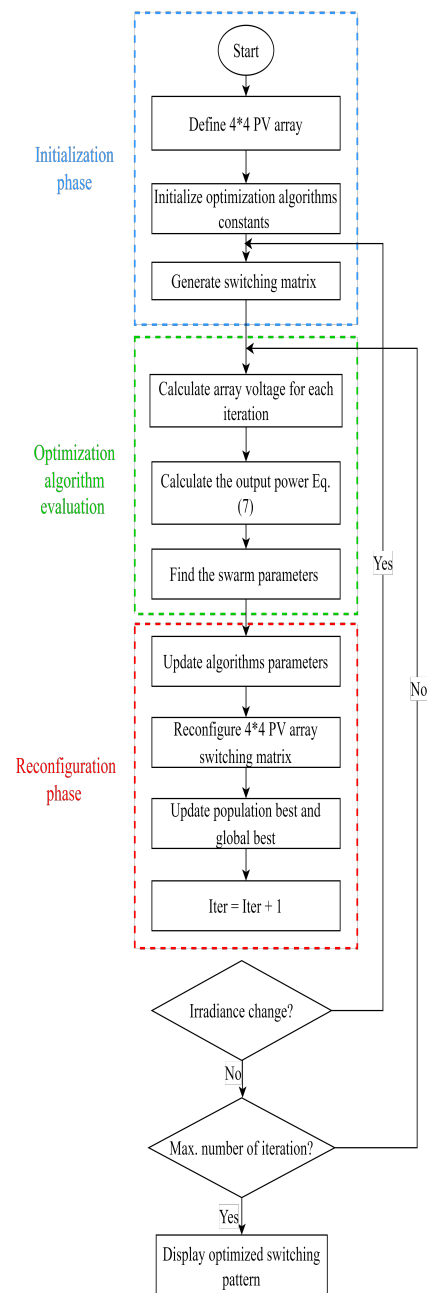 Start
Define 4*4 PV array
Initialization
phase
Initialize optimization algorithms
constants
Generate switching matrix
Calculate array voltage for each
iteration
Optimization
algorithm
evaluation
Calculate the output power Eq.
(7)
Find the swarm parameters
Yes
No
Update algorithms parameters
Reconfigure 4*4 PV array
switching matrix
Reconfiguration
phase
Update population best and
global best
Iter = Iter + 1
Irradiance change?
No
Max. number of iteration?
Yes
Display optimized switching
pattern